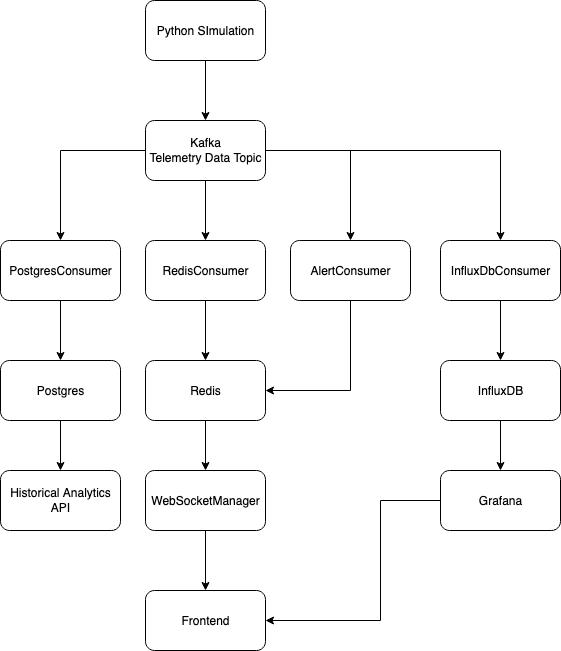 Python SImulation
Kafka
Telemetry Data Topic
PostgresConsumer
RedisConsumer
AlertConsumer
InfluxDbConsumer
Postgres
Redis
InfluxDB
Historical Analytics
API
WebSocketManager
Grafana
Frontend